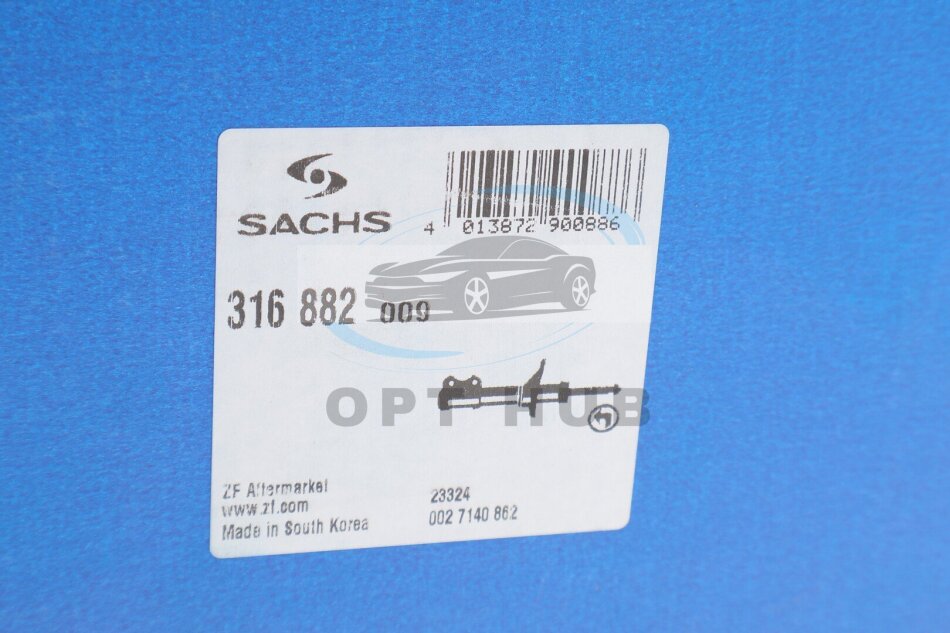 SACHS
4 013872 900886
316 882 009
OPT HUB
ZF Aftermarket
www.zf.com
Made in South Korea
23324
002 7140 862